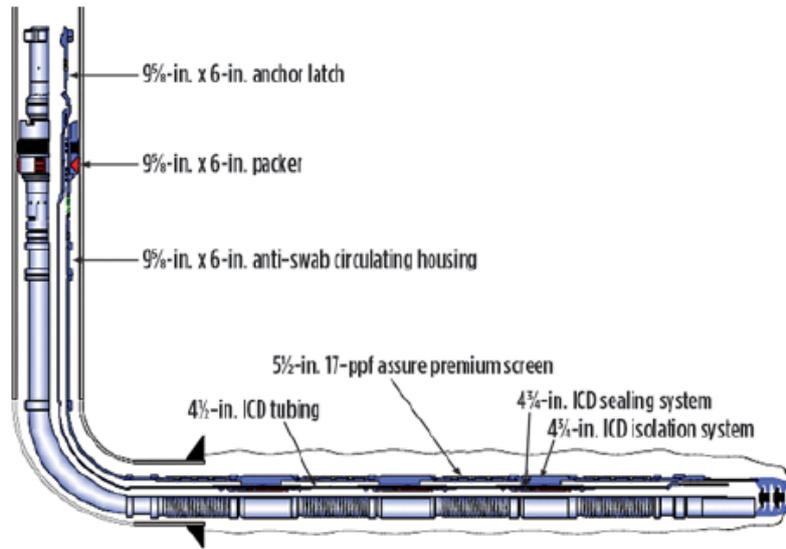 9⅝-in. x 6-in. anchor latch
9⅝-in. x 6-in. packer
9⅝-in. x 6-in. anti-swab circulating housing
5½-in. 17-ppf assure premium screen
4½-in. ICD tubing
4¾-in. ICD sealing system
4¾-in. ICD isolation system